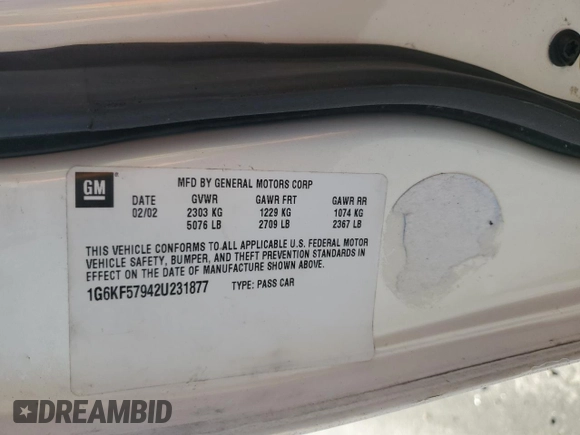 GM
MFD BY GENERAL MOTORS CORP
DATE GVWR GAWR FRT GAWR RR
02/02 2303 KG 1229 KG 1074 KG
5076 LB 2709 LB 2367 LB
THIS VEHICLE CONFORMS TO ALL APPLICABLE U.S. FEDERAL MOTOR
VEHICLE SAFETY, BUMPER, AND THEFT PREVENTION STANDARDS IN
EFFECT ON THE DATE OF MANUFACTURE SHOWN ABOVE.
1G6KF57942U231877 TYPE: PASS CAR
DREAMBID